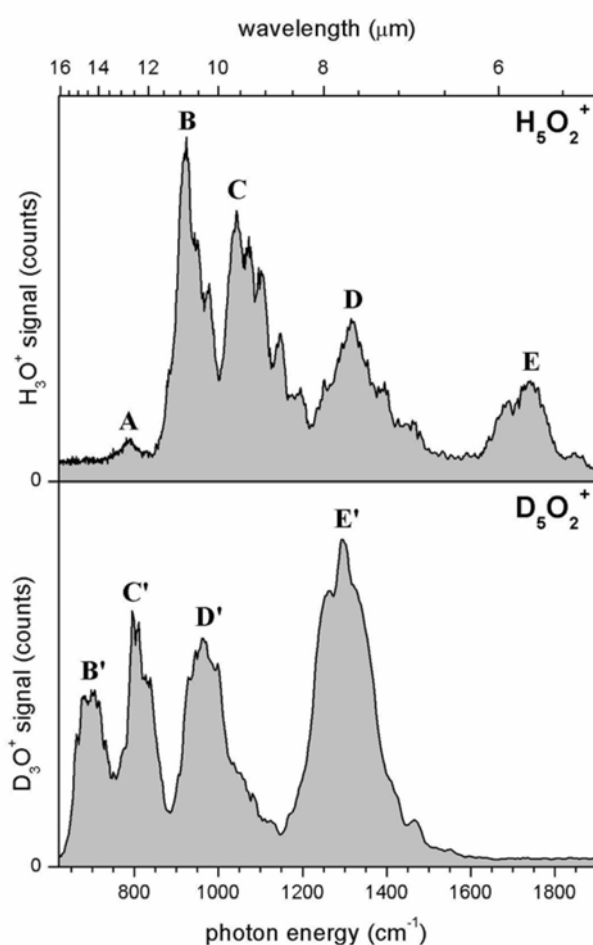 wavelength (μm)
16 14 12 10 8 6
H₅O₂⁺
B
C
D
E
A
H₃O⁺ signal (counts)
0
D₅O₂⁺
E'
C'
D'
B'
D₃O⁺ signal (counts)
0
800 1000 1200 1400 1600 1800
photon energy (cm⁻¹)